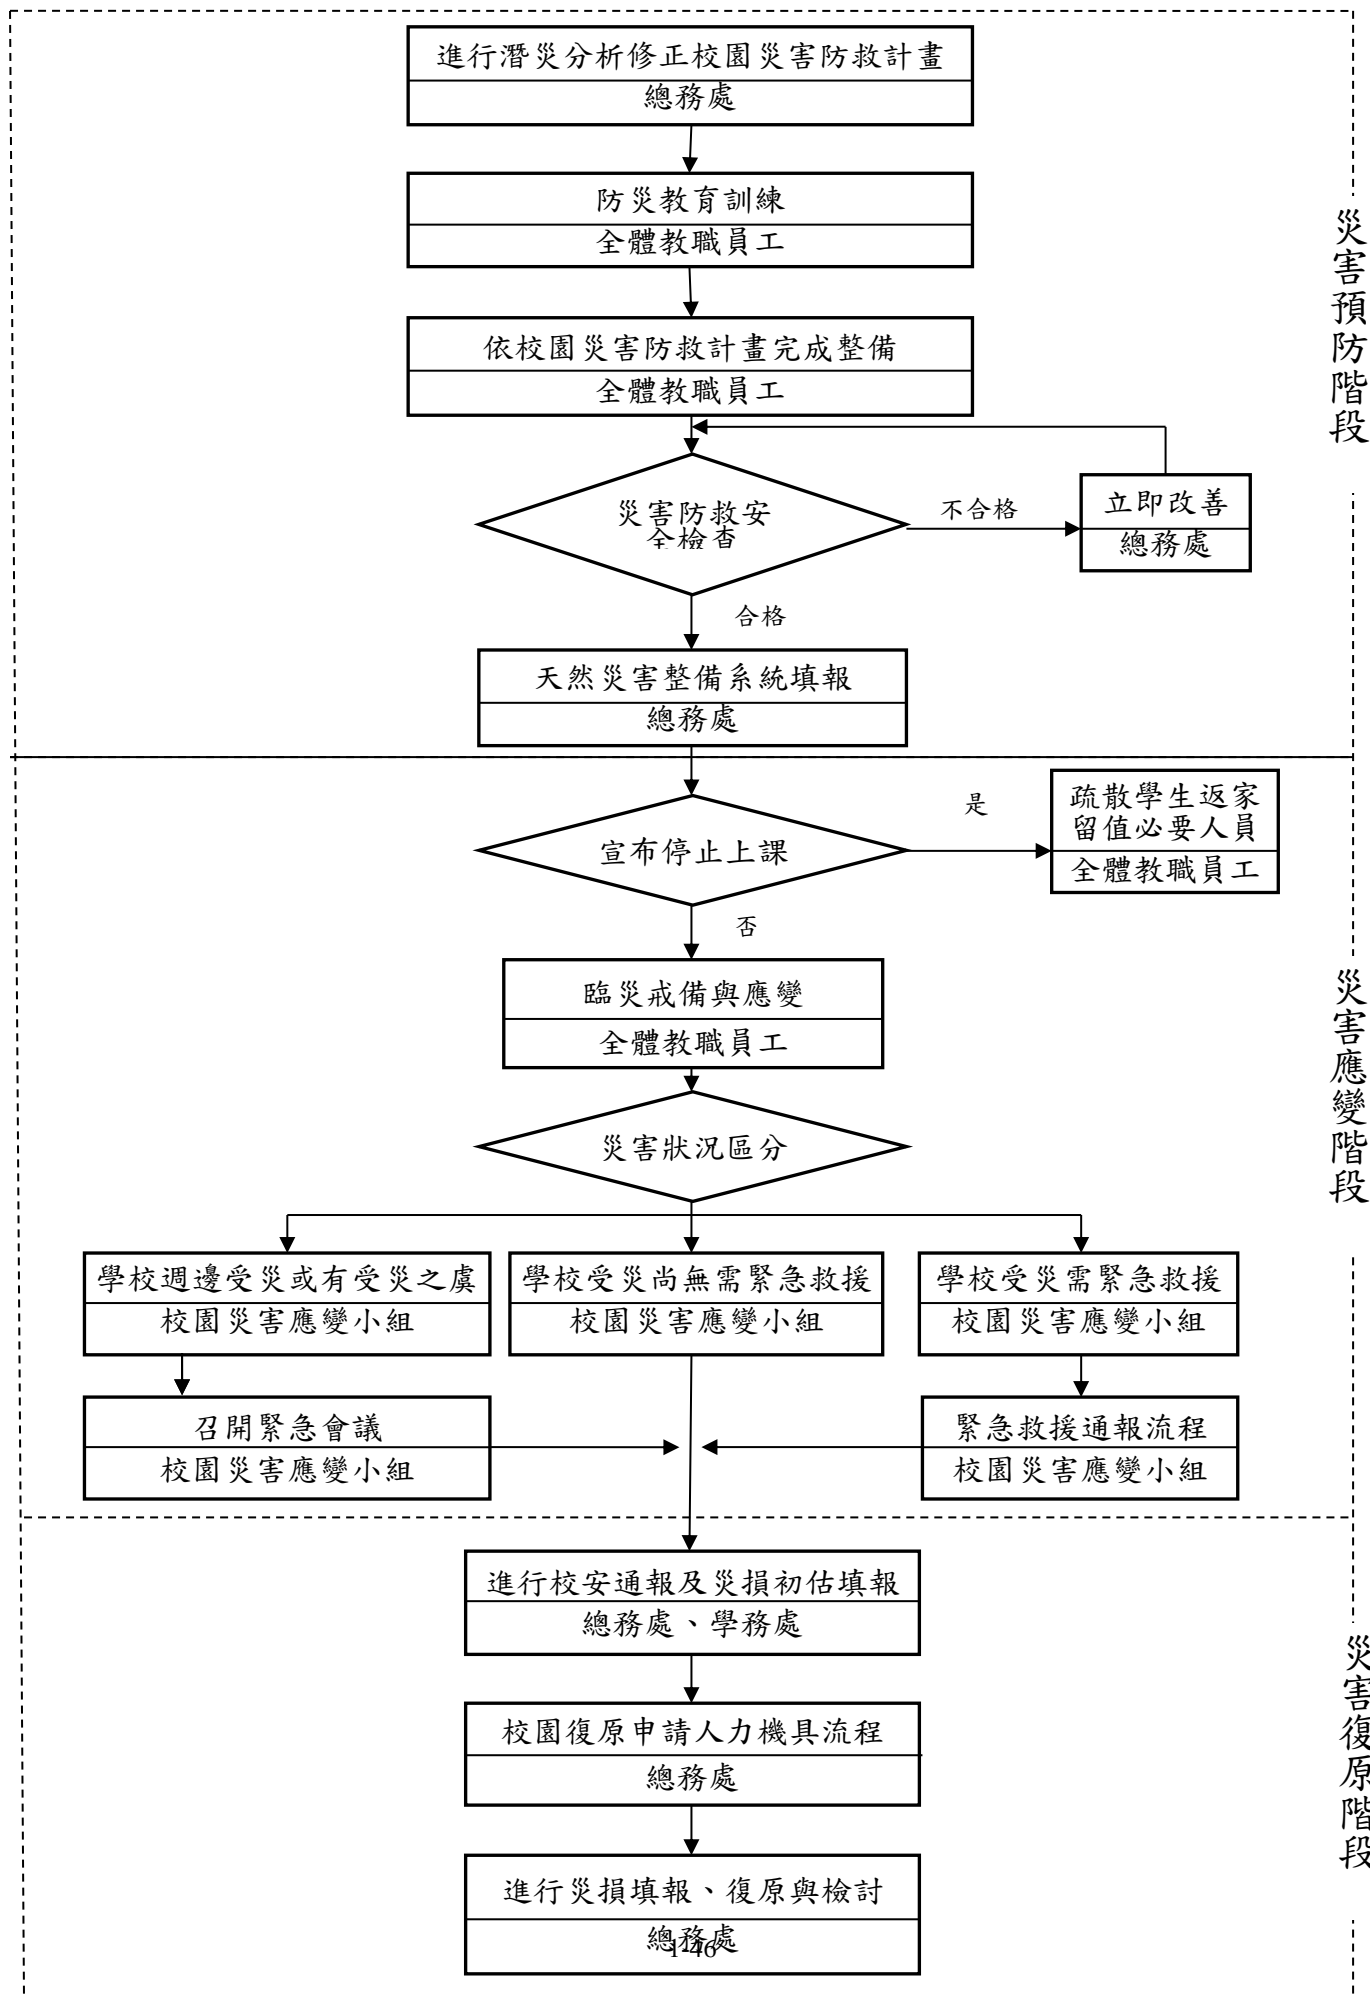 進行潛災分析修正校園災害防救計畫
總務處
防災教育訓練
全體教職員工
依校園災害防救計畫完成整備
全體教職員工
災害防救安
全檢查
不合格
立即改善
總務處
合格
天然災害整備系統填報
總務處
災害預防階段
宣布停止上課
是
疏散學生返家
留值必要人員
全體教職員工
否
臨災戒備與應變
全體教職員工
災害狀況區分
學校週邊受災或有受災之虞
校園災害應變小組
學校受災尚無需緊急救援
校園災害應變小組
學校受災需緊急救援
校園災害應變小組
召開緊急會議
校園災害應變小組
緊急救援通報流程
校園災害應變小組
災害應變階段
進行校安通報及災損初估填報
總務處、學務處
校園復原申請人力機具流程
總務處
進行災損填報、復原與檢討
總務處
1-46
災害復原階段